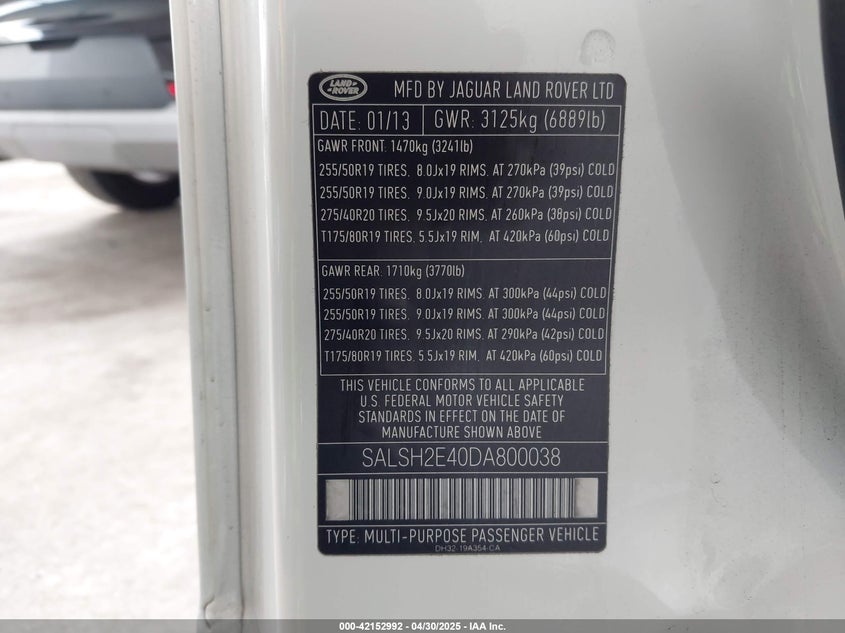 LAND-
-ROVER
MFD BY JAGUAR LAND ROVER LTD
DATE: 01/13 GWR: 3125kg (6889lb)
GAWR FRONT: 1470kg (3241lb)
255/50R19 TIRES, 8.0Jx19 RIMS, AT 270kPa (39psi) COLD
255/50R19 TIRES, 9.0Jx19 RIMS, AT 270kPa (39psi) COLD
275/40R20 TIRES, 9.5Jx20 RIMS, AT 260kPa (38psi) COLD
T175/80R19 TIRES, 5.5Jx19 RIM, AT 420kPa (60psi) COLD
GAWR REAR: 1710kg (3770lb)
255/50R19 TIRES, 8.0Jx19 RIMS, AT 300kPa (44psi) COLD
255/50R19 TIRES, 9.0Jx19 RIMS, AT 300kPa (44psi) COLD
275/40R20 TIRES, 9.5Jx20 RIMS, AT 290kPa (42psi) COLD
T175/80R19 TIRES, 5.5Jx19 RIM, AT 420kPa (60psi) COLD
THIS VEHICLE CONFORMS TO ALL APPLICABLE
U.S. FEDERAL MOTOR VEHICLE SAFETY
STANDARDS IN EFFECT ON THE DATE OF
MANUFACTURE SHOWN ABOVE
SALSH2E40DA800038
TYPE: MULTI-PURPOSE PASSENGER VEHICLE
DH32-19A354-CA
000-42152992 - 04/30/2025 - IAA Inc.